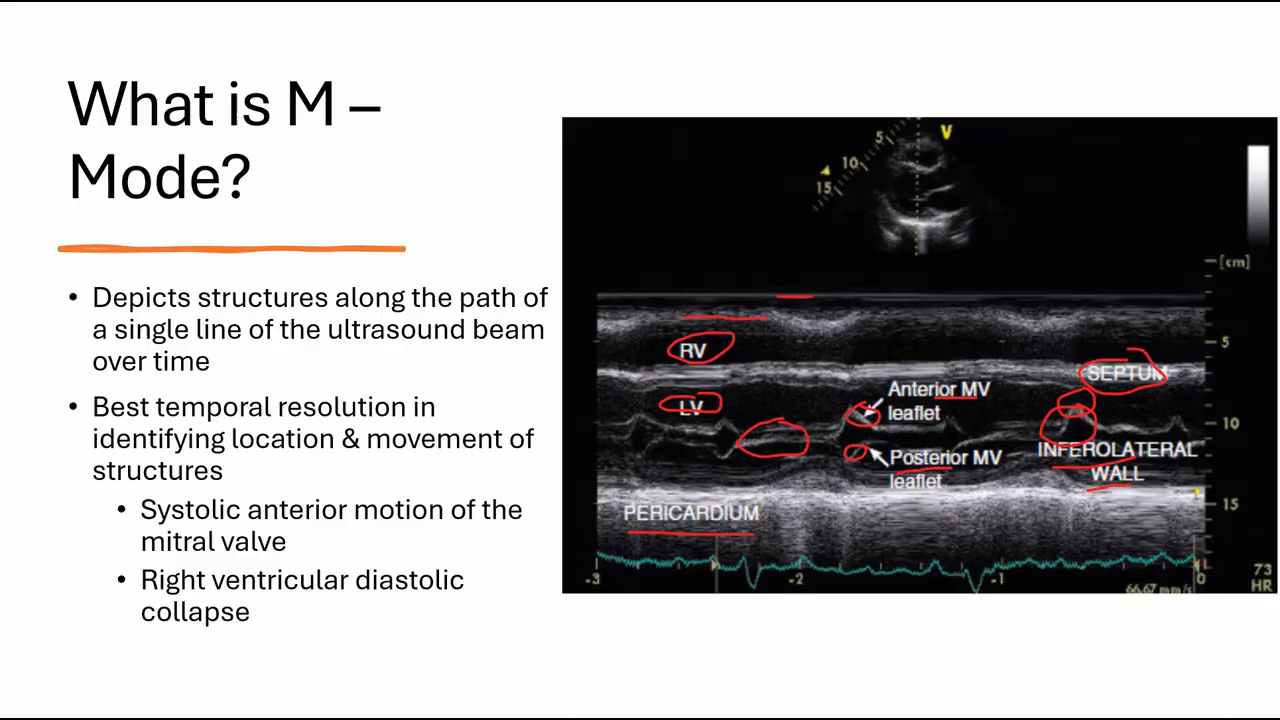 What is M –
Mode?
• Depicts structures along the path of
a single line of the ultrasound beam
over time
• Best temporal resolution in
identifying location & movement of
structures
• Systolic anterior motion of the
mitral valve
• Right ventricular diastolic
collapse
V
5
10
15
[cm]
5
RV
SEPTUM
Anterior MV
leaflet
LV
10
INFEROLATERAL
WALL
Posterior MV
leaflet
15
PERICARDIUM
-3
-2
-1
0
66.67 mm/s
73
HR